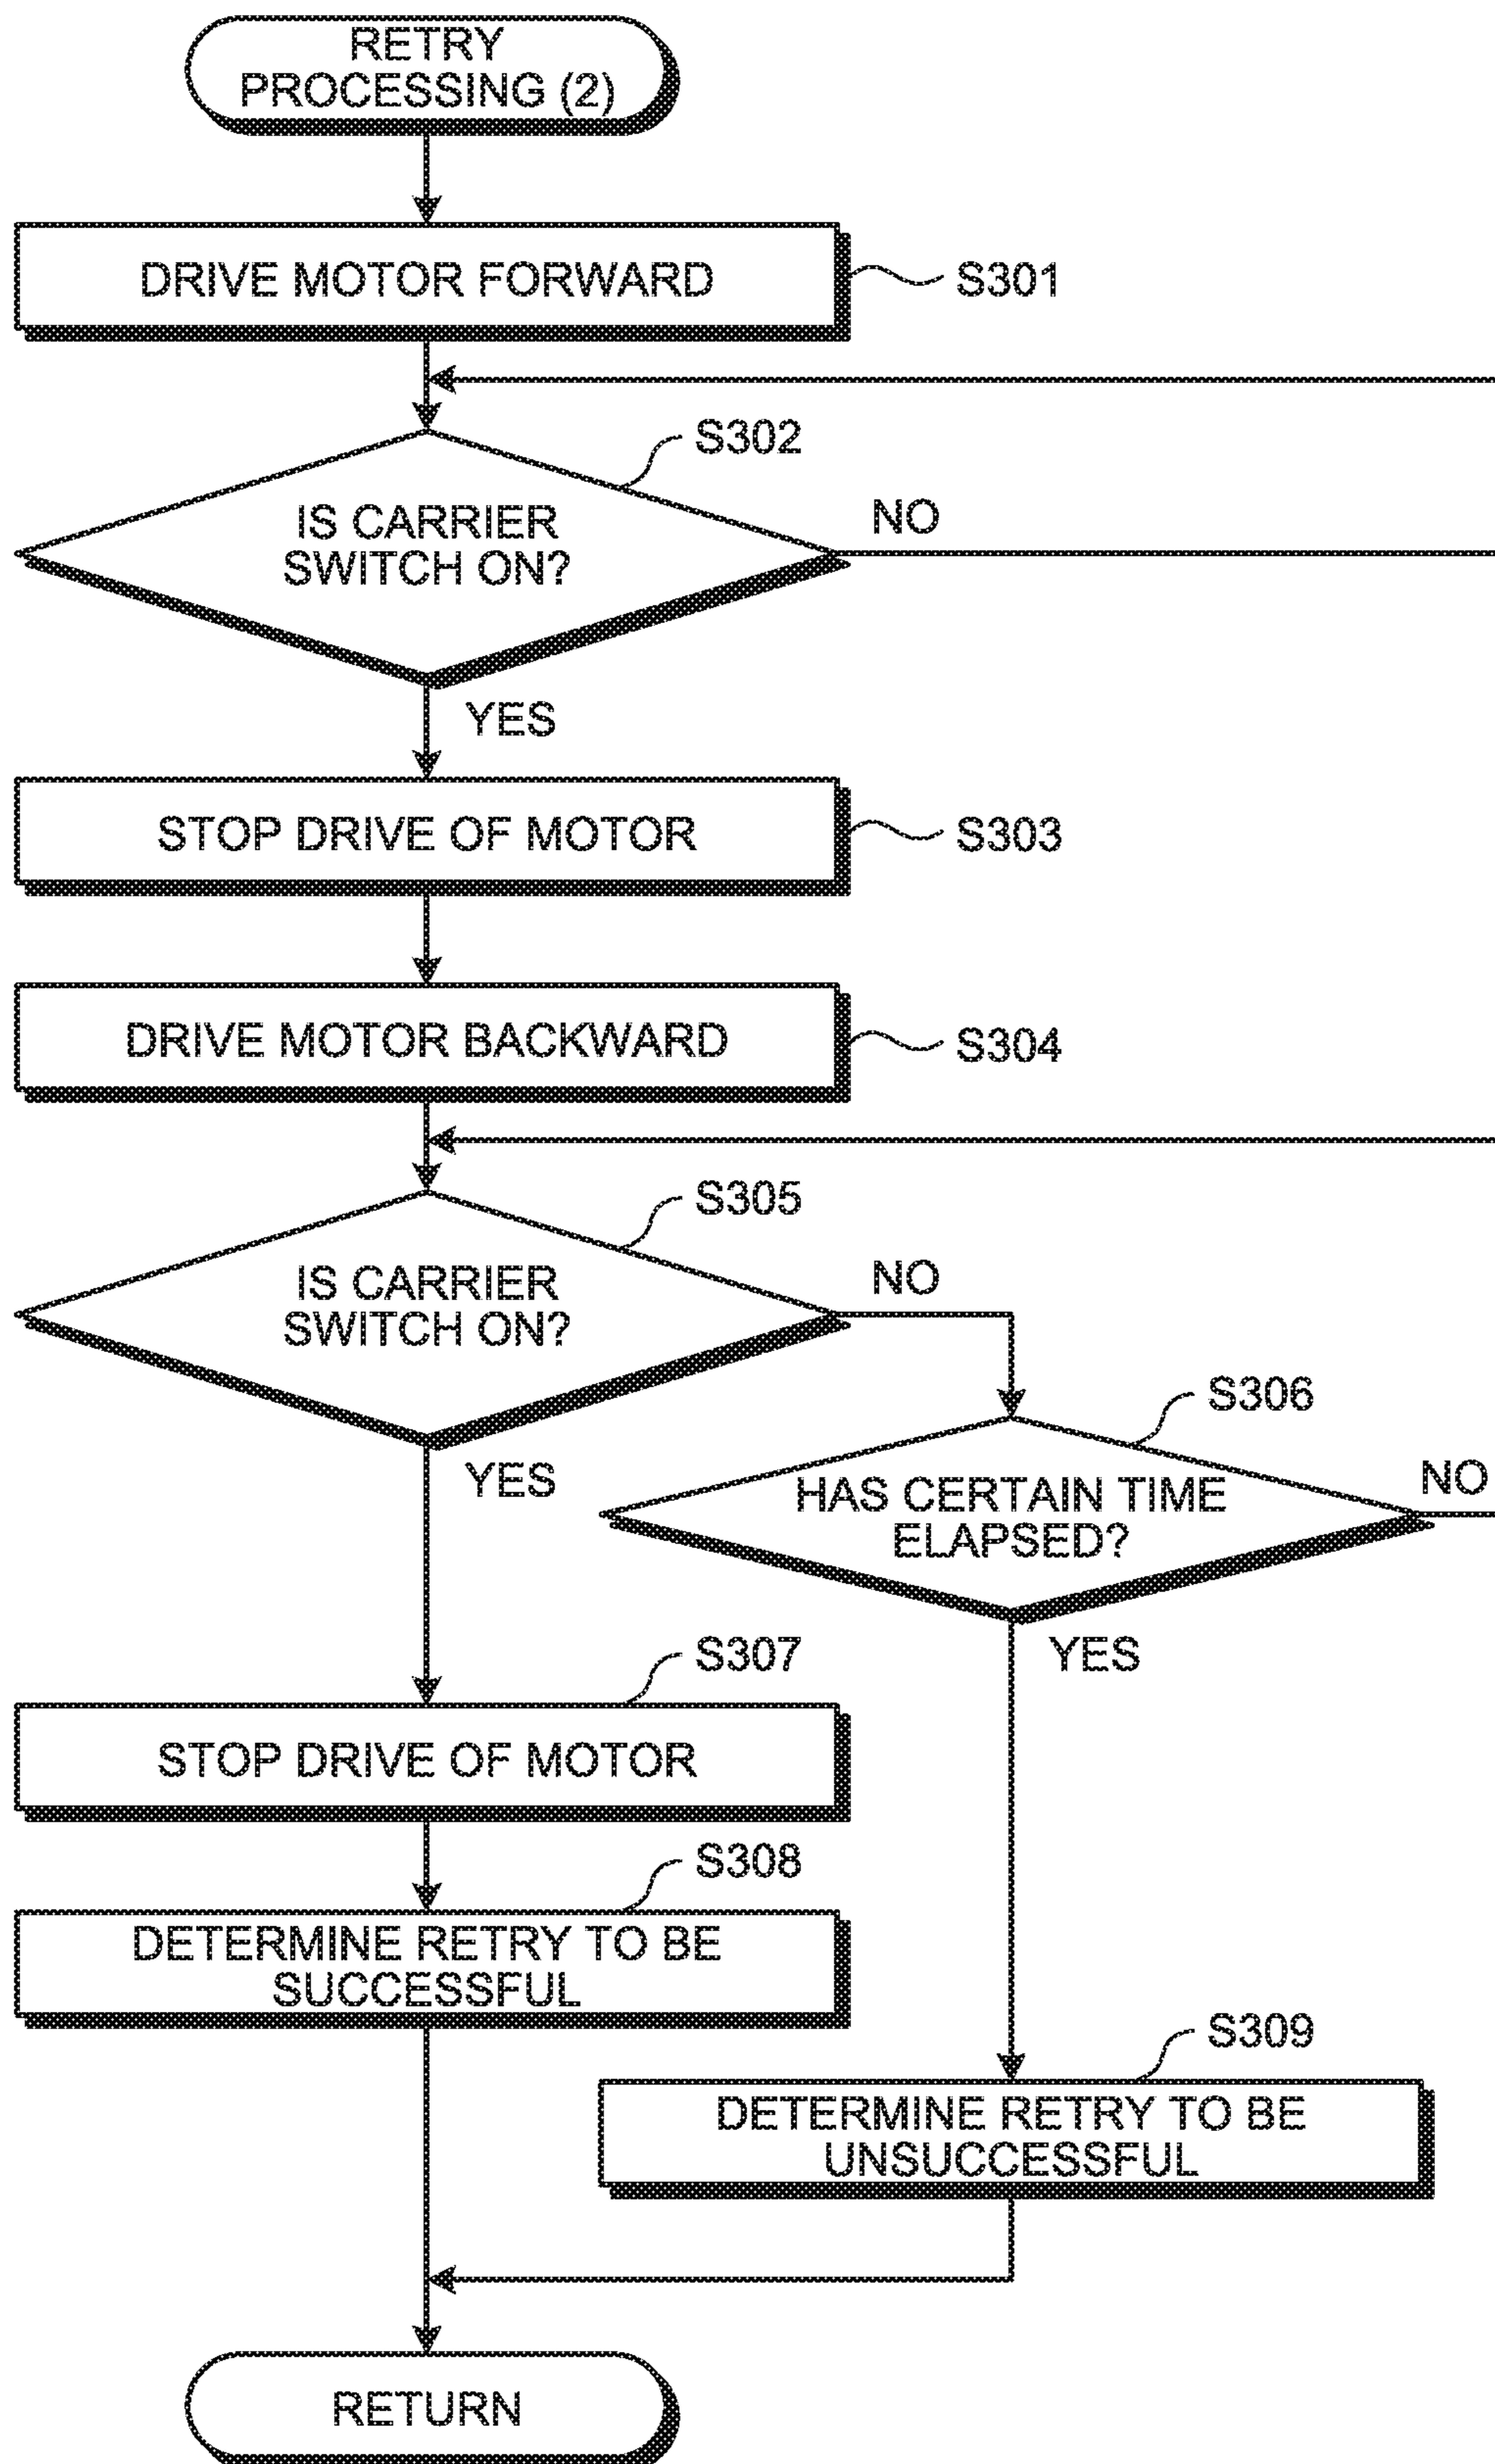 RETRY
PROCESSING (2)
DRIVE MOTOR FORWARD
S301
S302
IS CARRIER
SWITCH ON?
NO
YES
STOP DRIVE OF MOTOR
S303
DRIVE MOTOR BACKWARD
S304
S305
IS CARRIER
SWITCH ON?
NO
YES
S306
HAS CERTAIN TIME
ELAPSED?
NO
YES
S307
STOP DRIVE OF MOTOR
S308
DETERMINE RETRY TO BE
SUCCESSFUL
S309
DETERMINE RETRY TO BE
UNSUCCESSFUL
RETURN